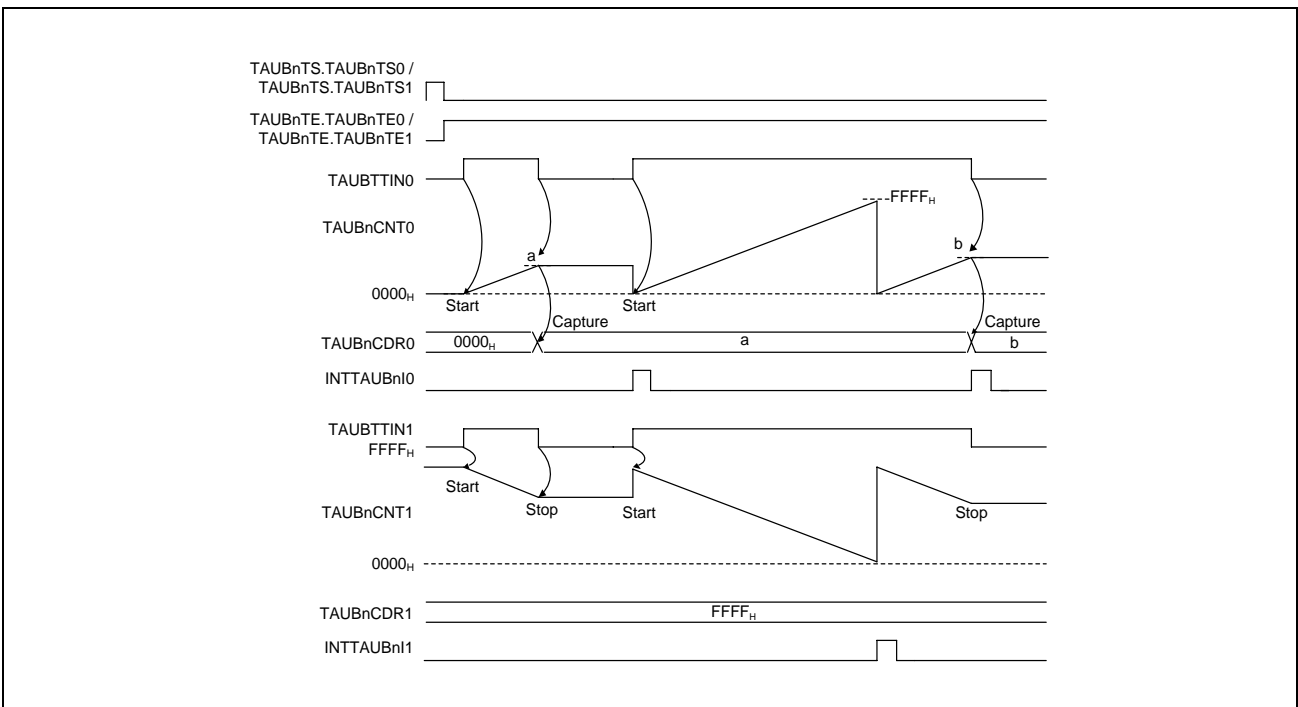 TAUBnTS.TAUBnTS0 /
TAUBnTS.TAUBnTS1
TAUBnTE.TAUBnTE0 /
TAUBnTE.TAUBnTE1
TAUBTTIN0
FFFFH
TAUBnCNT0
b
a
0000H
Start
Start
Capture
Capture
TAUBnCDR0
0000H
a
b
INTTAUBnI0
TAUBTTIN1
FFFFH
Start
TAUBnCNT1
Stop
Start
Stop
0000H
TAUBnCDR1
FFFFH
INTTAUBnI1